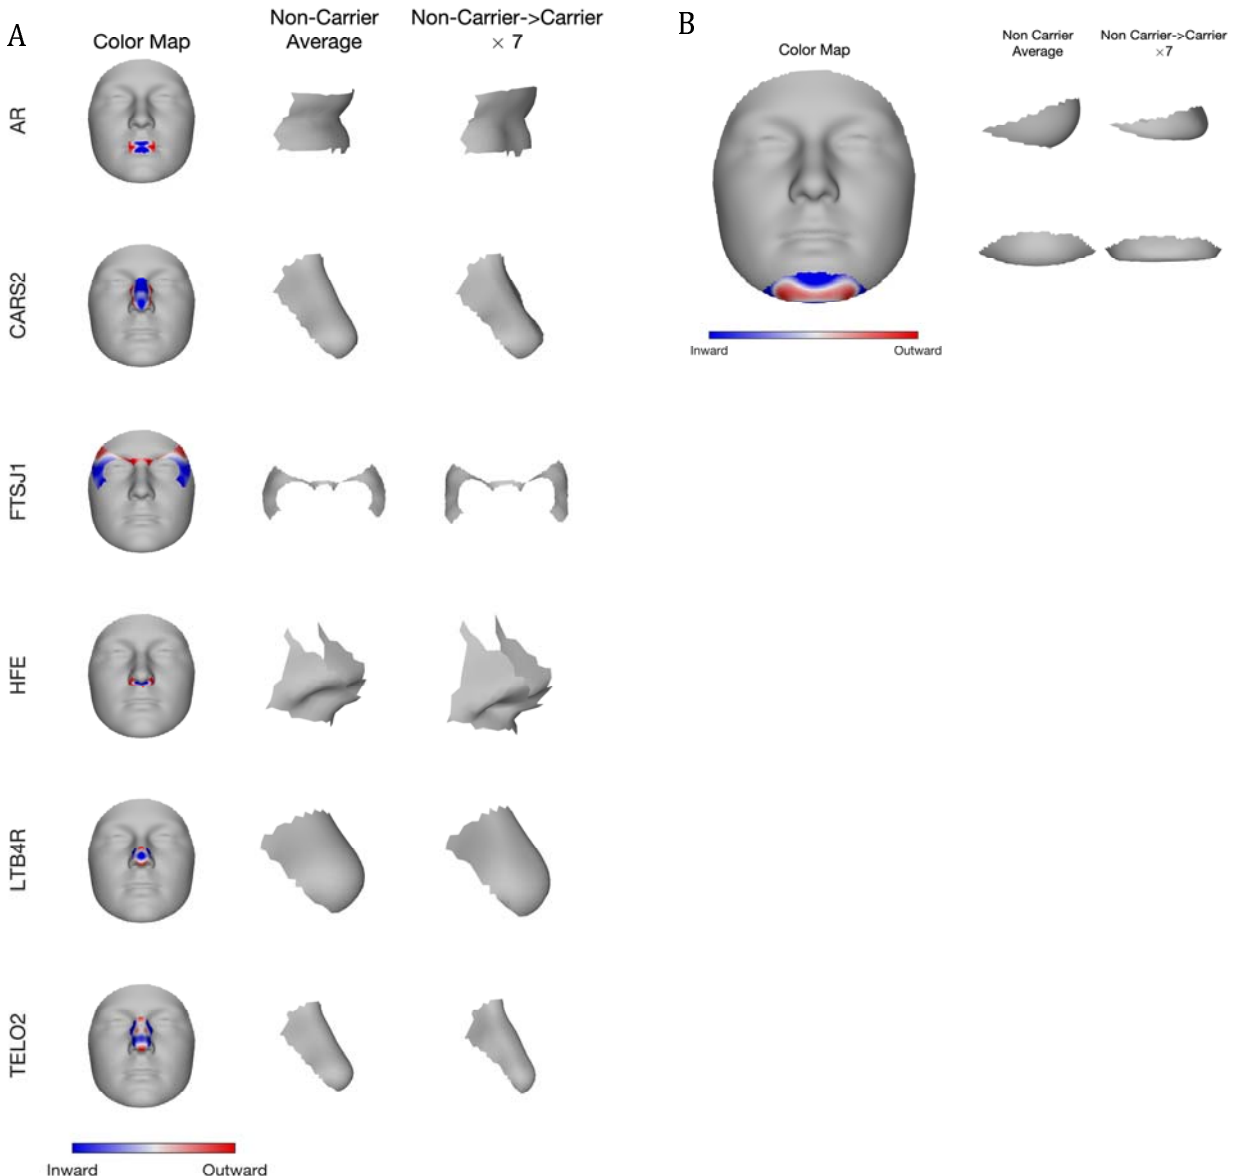 A
Color Map
Non-Carrier
Average
Non-Carrier->Carrier
× 7
AR
CARS2
FTSJ1
HFE
LTB4R
TELO2
Inward
Outward
B
Color Map
Non Carrier
Average
Non Carrier->Carrier
×7
Inward
Outward